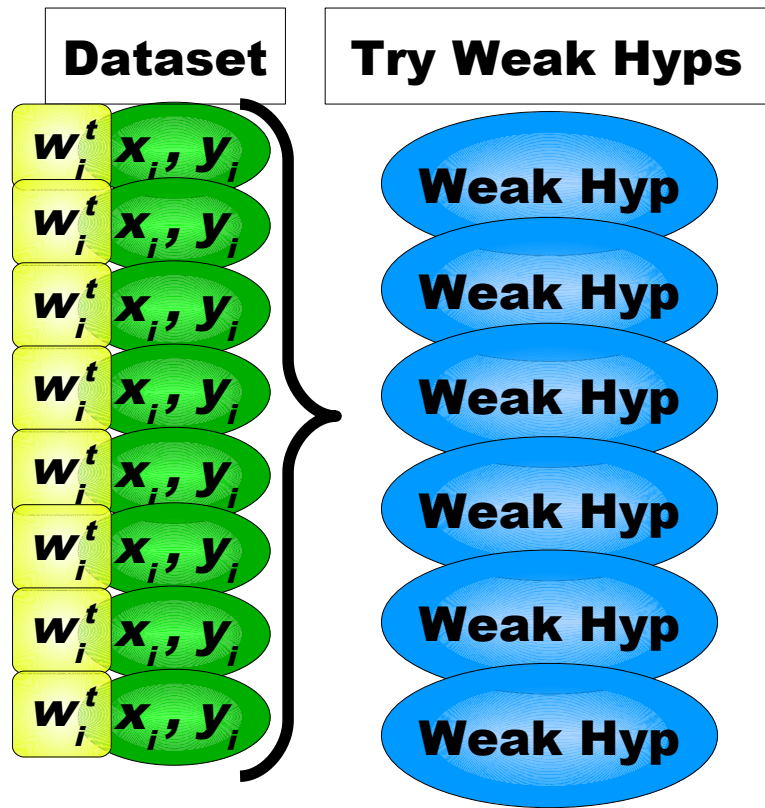 Dataset
Try Weak Hyps
w_i^t x_i, y_i
w_i^t x_i, y_i
w_i^t x_i, y_i
w_i^t x_i, y_i
w_i^t x_i, y_i
w_i^t x_i, y_i
w_i^t x_i, y_i
w_i^t x_i, y_i
Weak Hyp
Weak Hyp
Weak Hyp
Weak Hyp
Weak Hyp
Weak Hyp